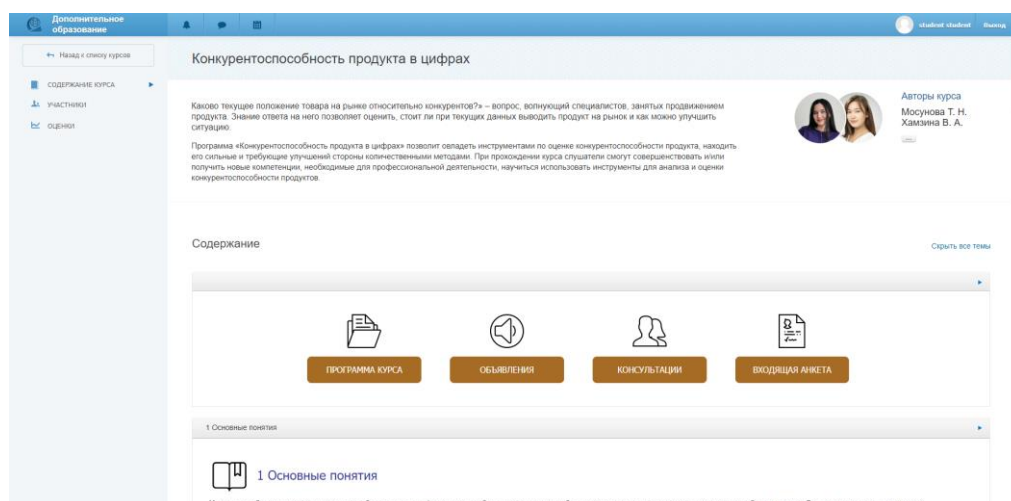 Дополнительное
образование
student student
Выход
Назад к списку курсов
СОДЕРЖАНИЕ КУРСА
УЧАСТНИКИ
ОЦЕНКИ
Конкурентоспособность продукта в цифрах
Каково текущее положение товара на рынке относительно конкурентов?» – вопрос, волнующий специалистов, занятых продвижением
продукта. Знание ответа на него позволяет оценить, стоит ли при текущих данных выводить продукт на рынок и как можно улучшить
ситуацию.
Программа «Конкурентоспособность продукта в цифрах» позволит овладеть инструментами по оценке конкурентоспособности продукта, находить
его сильные и требующие улучшений стороны количественными методами. При прохождении курса слушатели смогут совершенствовать и/или
получить новые компетенции, необходимые для профессиональной деятельности, научиться использовать инструменты для анализа и оценки
конкурентоспособности продуктов.
Авторы курса
Мосунова Т. Н.
Хамзина В. А.
Содержание
Скрыть все темы
ПРОГРАММА КУРСА
ОБЪЯВЛЕНИЯ
КОНСУЛЬТАЦИИ
ВХОДЯЩАЯ АНКЕТА
1 Основные понятия
1 Основные понятия